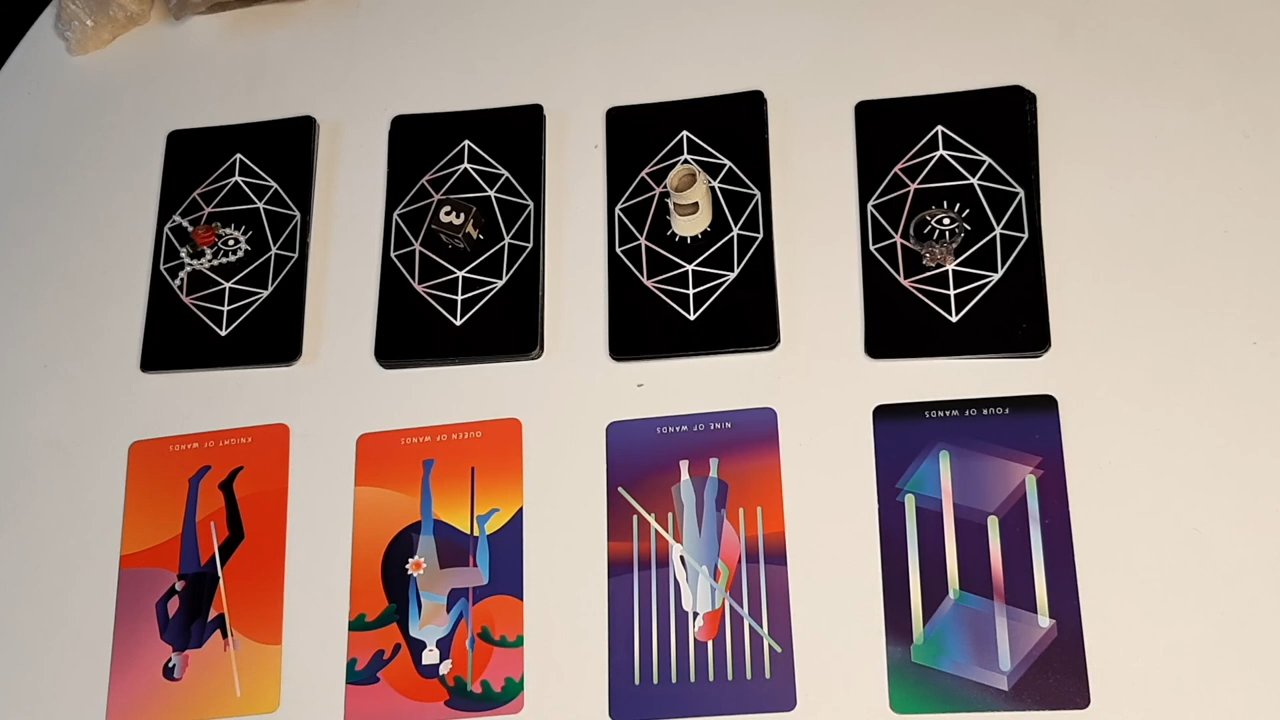 3
KNIGHT OF WANDS
QUEEN OF WANDS
NINE OF WANDS
FOUR OF WANDS